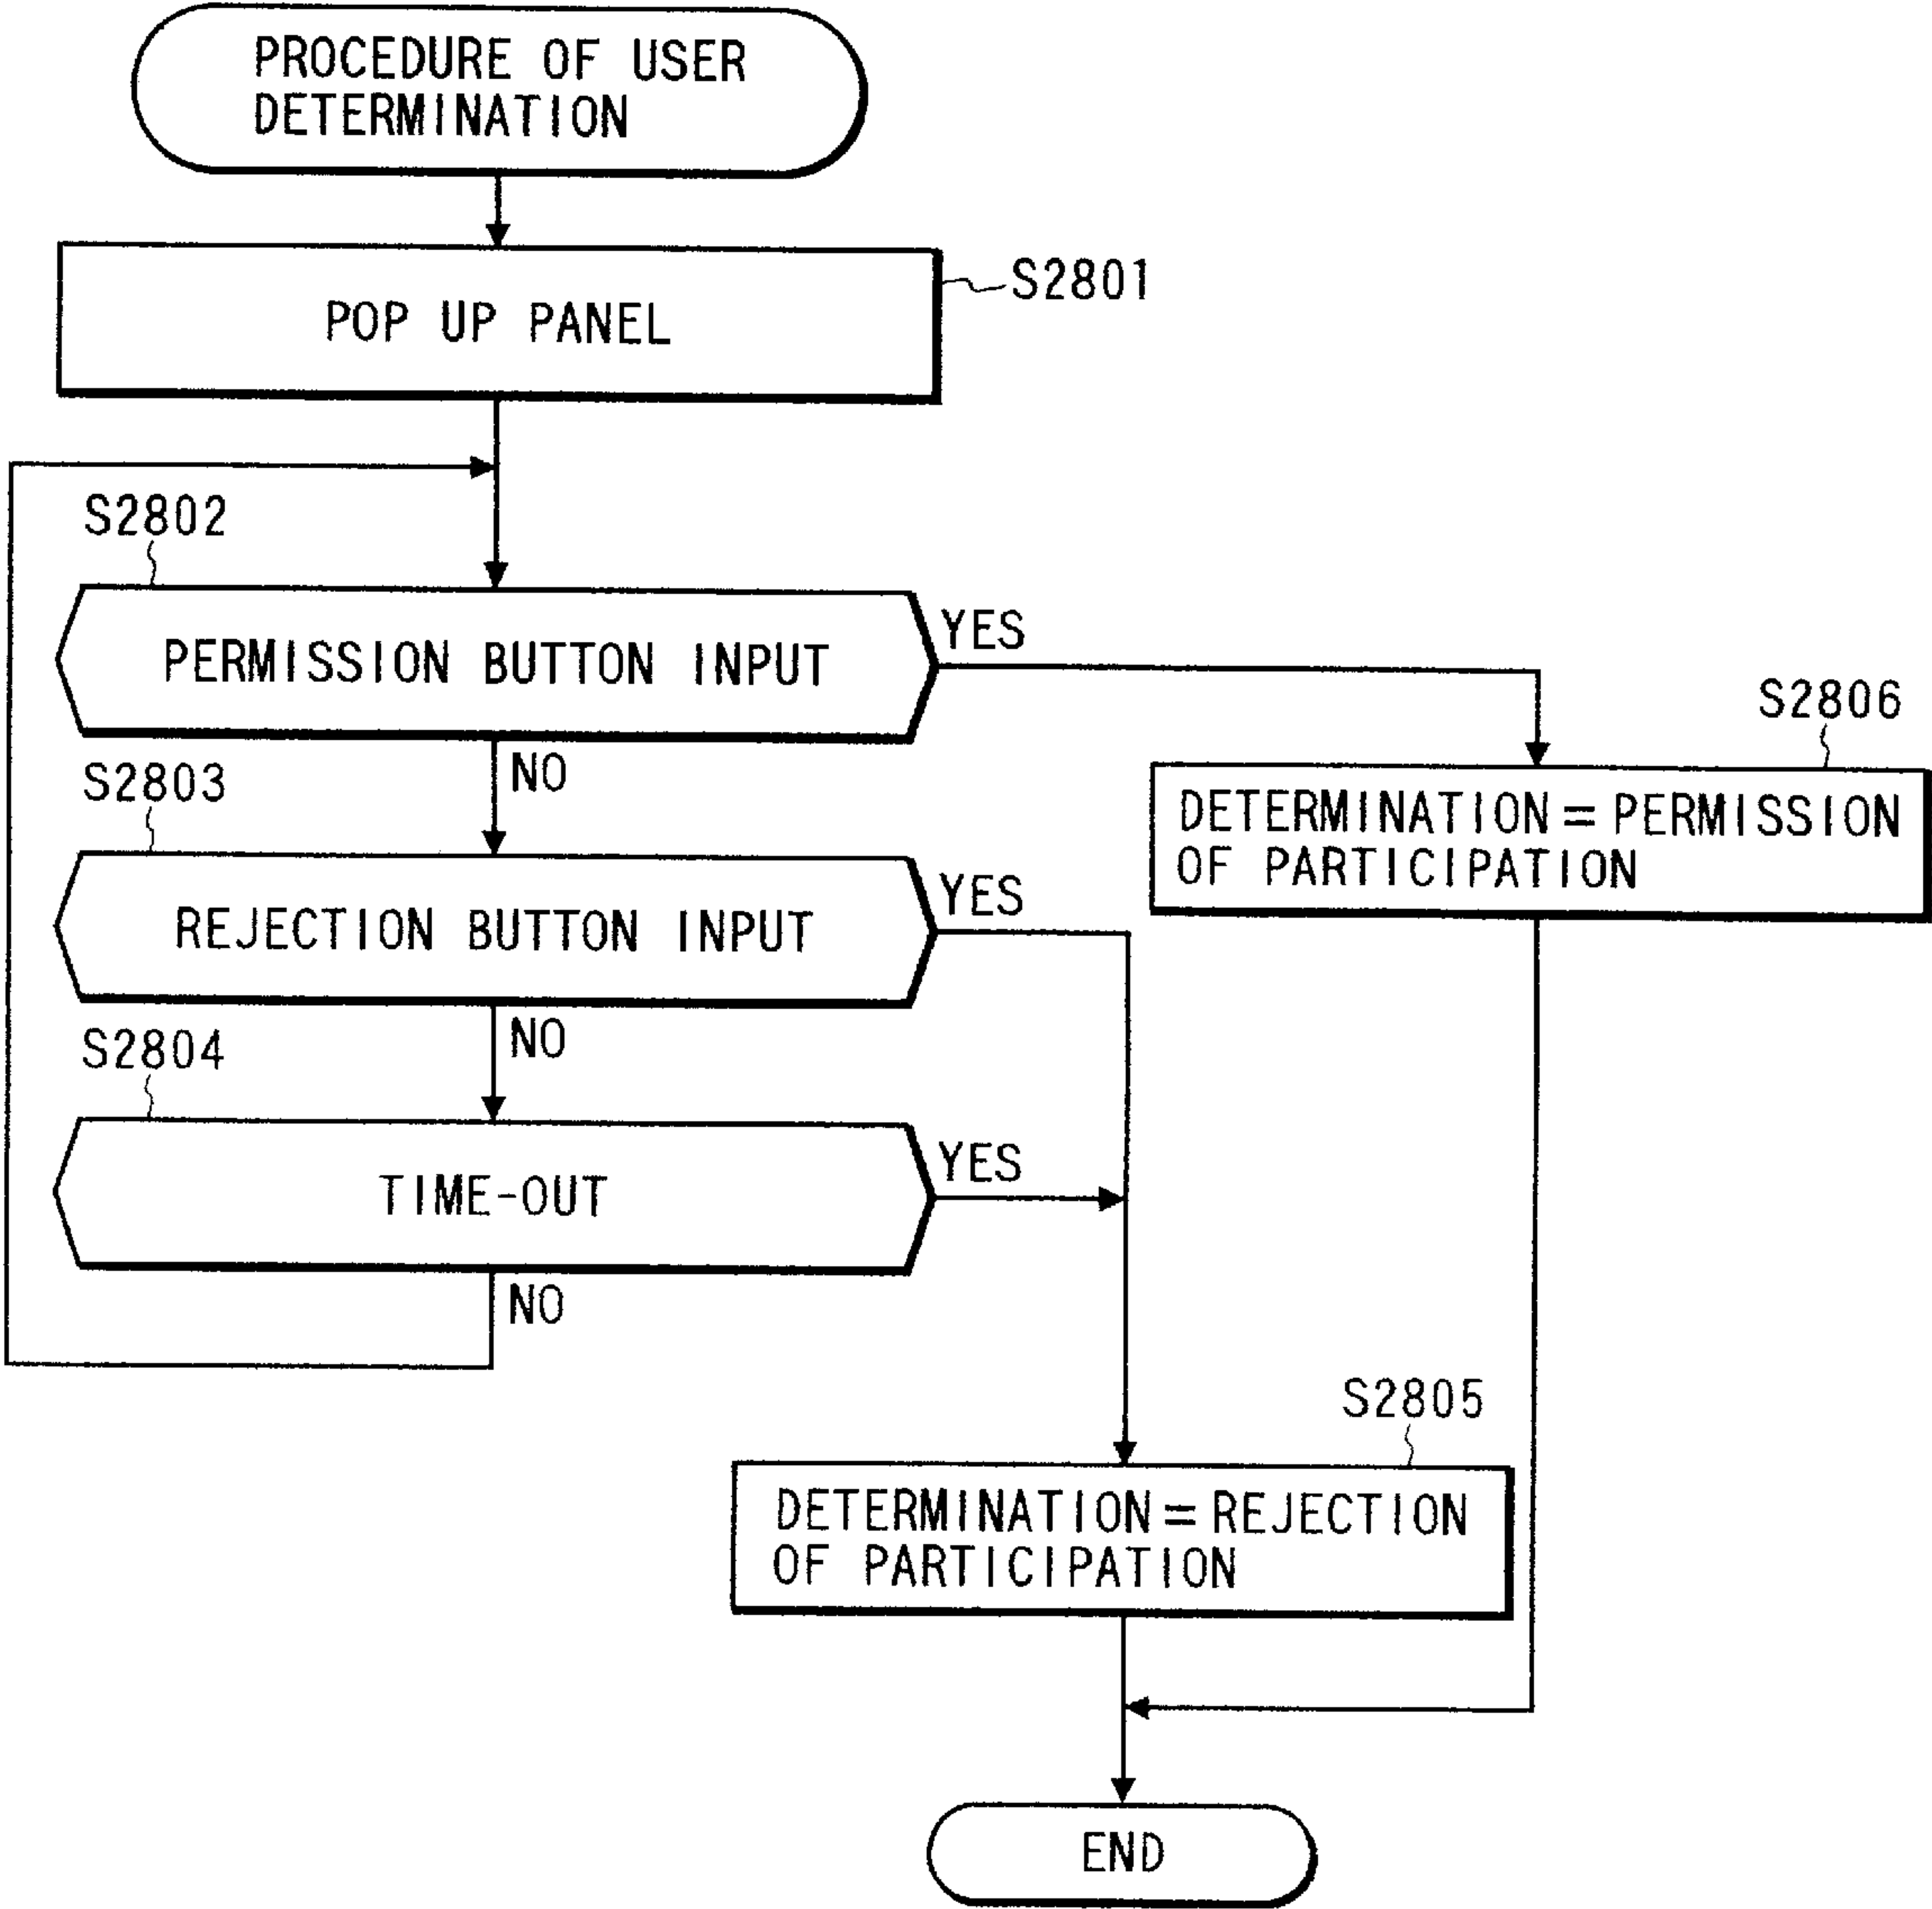 PROCEDURE OF USER
DETERMINATION
S2801
POP UP PANEL
S2802
PERMISSION BUTTON INPUT
YES
NO
S2806
DETERMINATION=PERMISSION
OF PARTICIPATION
S2803
REJECTION BUTTON INPUT
YES
NO
S2804
TIME-OUT
YES
NO
S2805
DETERMINATION=REJECTION
OF PARTICIPATION
END